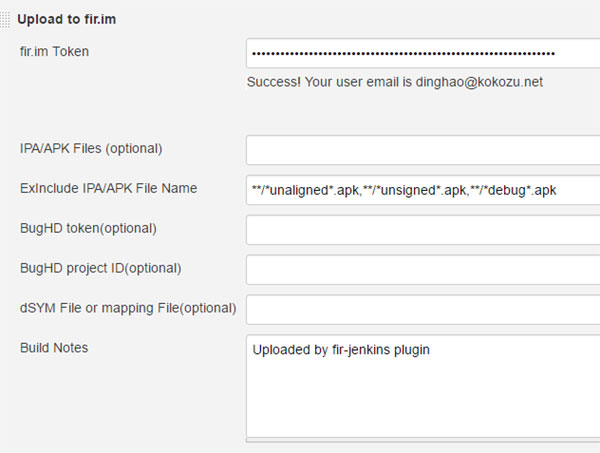 Upload to fir.im
fir.im Token
Success! Your user email is dinghao@kokozu.net
IPA/APK Files (optional)
ExInclude IPA/APK File Name **/*unaligned*.apk,**/*unsigned*.apk,**/*debug*.apk
BugHD token(optional)
BugHD project ID(optional)
dSYM File or mapping File(optional)
Build Notes Uploaded by fir-jenkins plugin